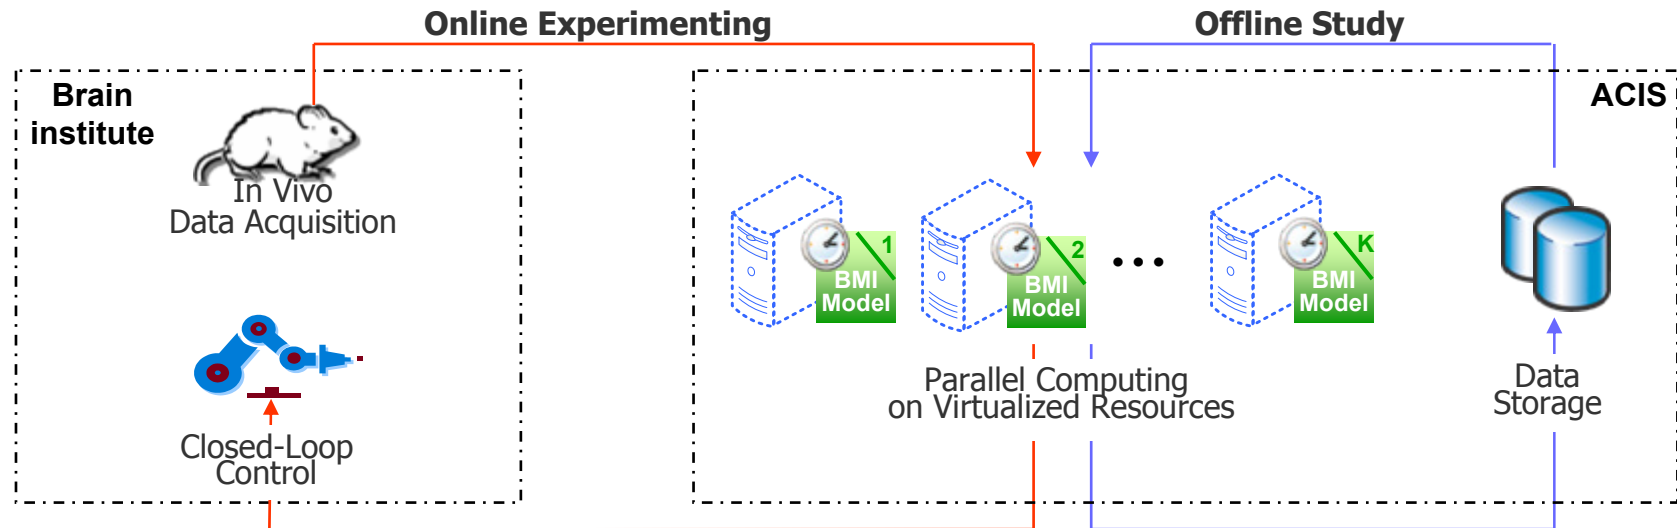 Online Experimenting
Offline Study
Brain
institute
ACIS
In Vivo
Data Acquisition
1
BMI
Model
2
BMI
Model
...
K
BMI
Model
Parallel Computing
on Virtualized Resources
Data
Storage
Closed-Loop
Control